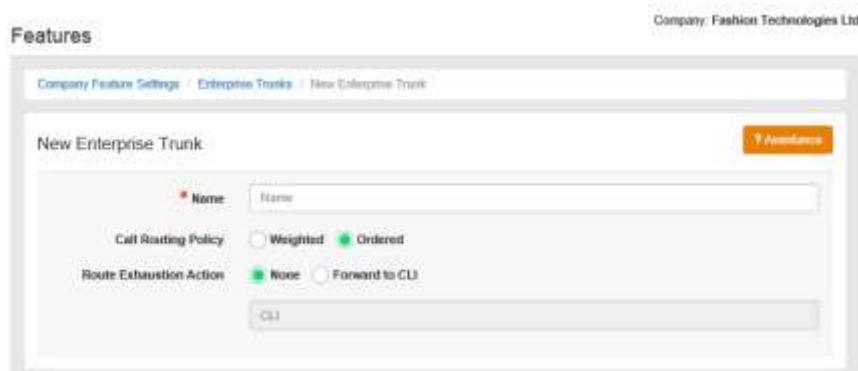 Company: Fashion Technologies Ltd
Features
Company Feature Settings / Enterprise Trunks / New Enterprise Trunk
New Enterprise Trunk
? Assistance
* Name Name
Call Routing Policy Weighted Ordered
Route Exhaustion Action None Forward to CLI
CLI